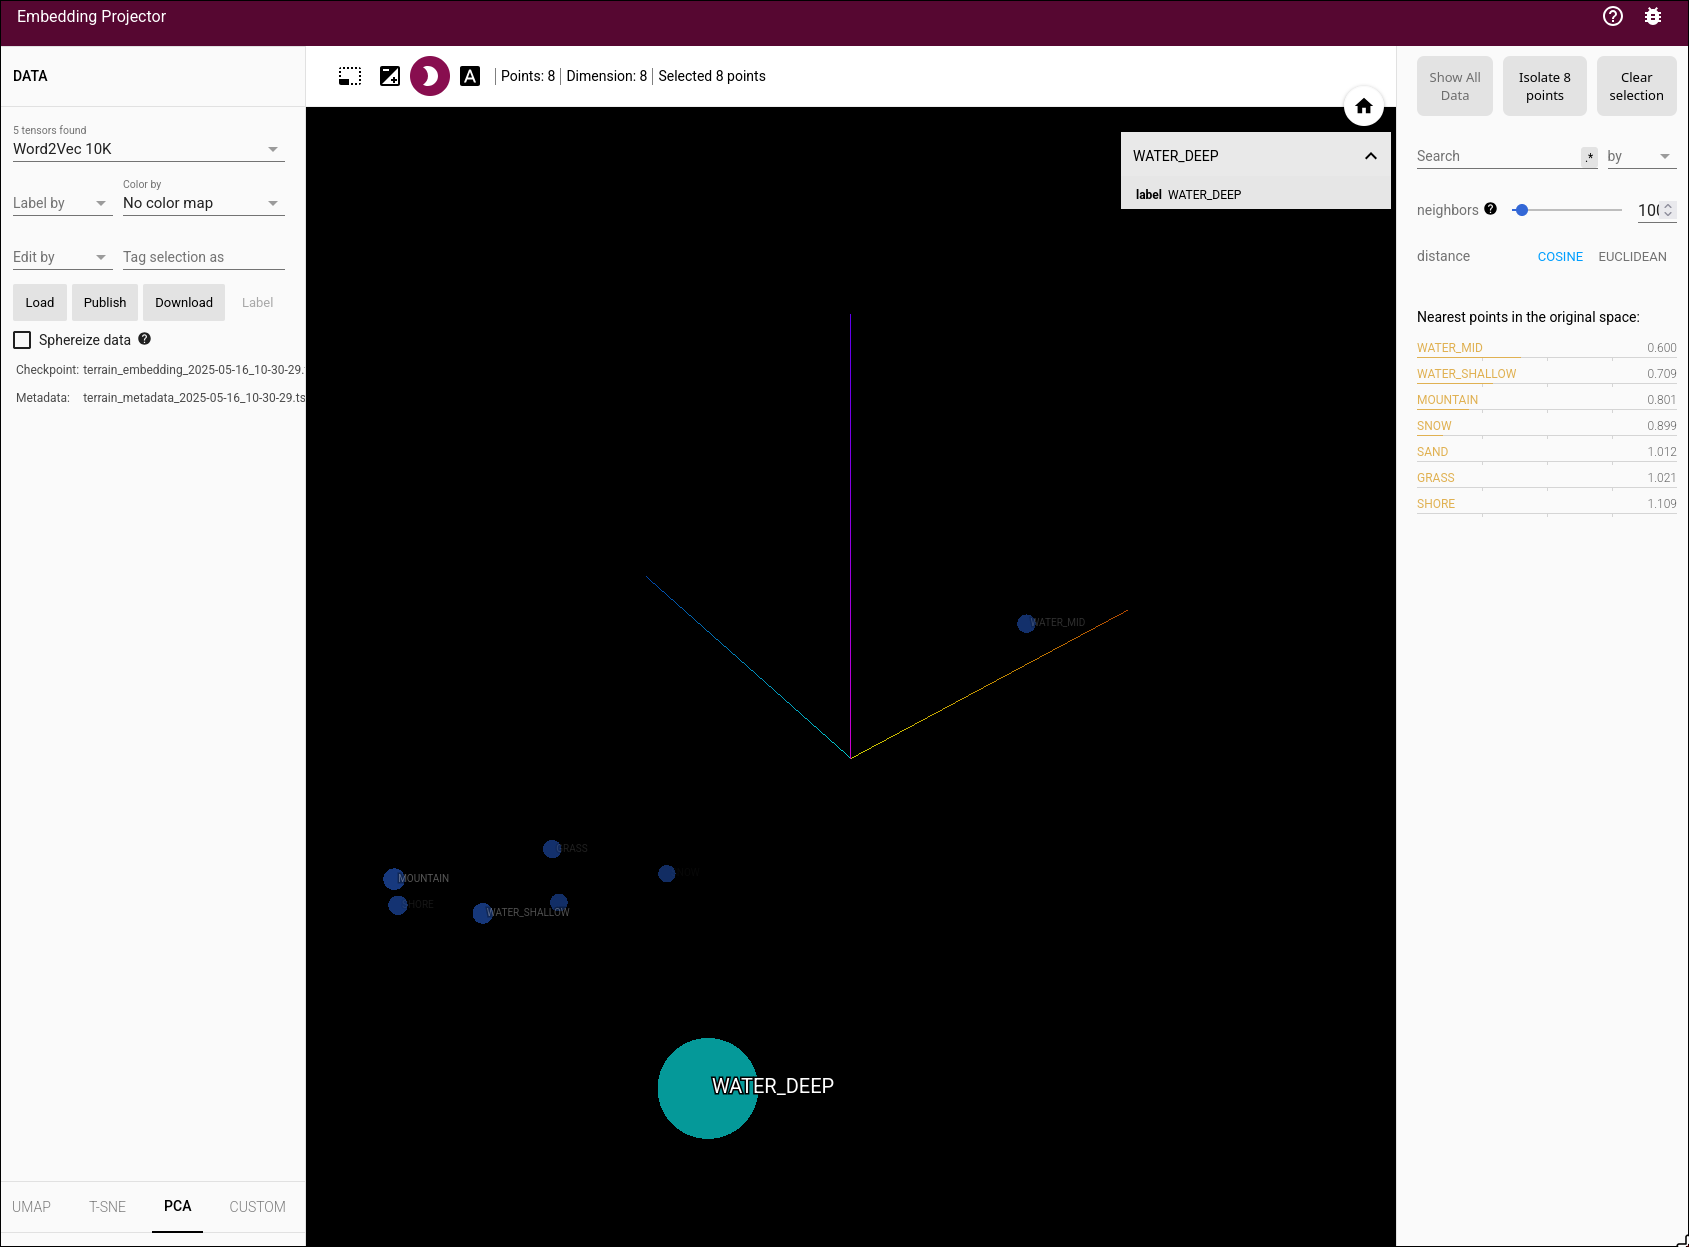 Embedding Projector
DATA
Points: 8
Dimension: 8
Selected 8 points
5 tensors found
Word2Vec 10K
Label by
Color by
No color map
Edit by
Tag selection as
Load
Publish
Download
Label
Sphereize data
Checkpoint: terrain_embedding_2025-05-16_10-30-29.
Metadata: terrain_metadata_2025-05-16_10-30-29.ts
UMAP
T-SNE
PCA
CUSTOM
WATER_DEEP
label WATER_DEEP
WATER_MID
GRASS
MOUNTAIN
SHORE
WATER_SHALLOW
WATER_DEEP
Show All Data
Isolate 8 points
Clear selection
Search
.*
by
neighbors
100
distance
COSINE
EUCLIDEAN
Nearest points in the original space:
WATER_MID 0.600
WATER_SHALLOW 0.709
MOUNTAIN 0.801
SNOW 0.899
SAND 1.012
GRASS 1.021
SHORE 1.109